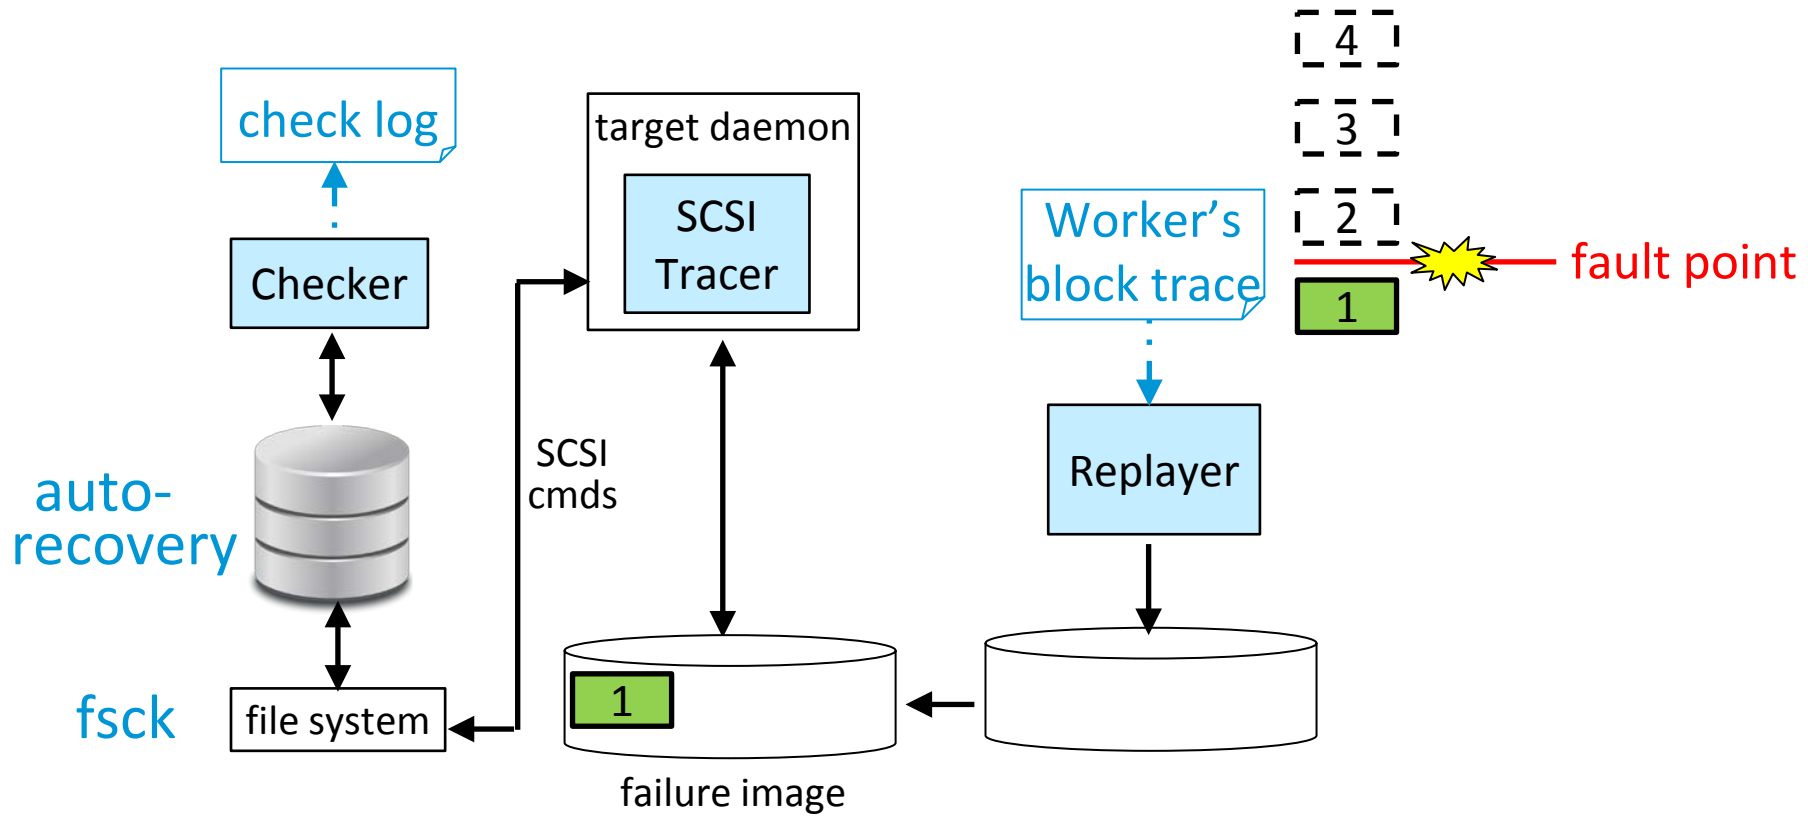 4
check log
target daemon
3
SCSI
Tracer
Worker’s
block trace
2
fault point
Checker
1
SCSI
cmds
Replayer
auto-
recovery
fsck
file system
1
failure image